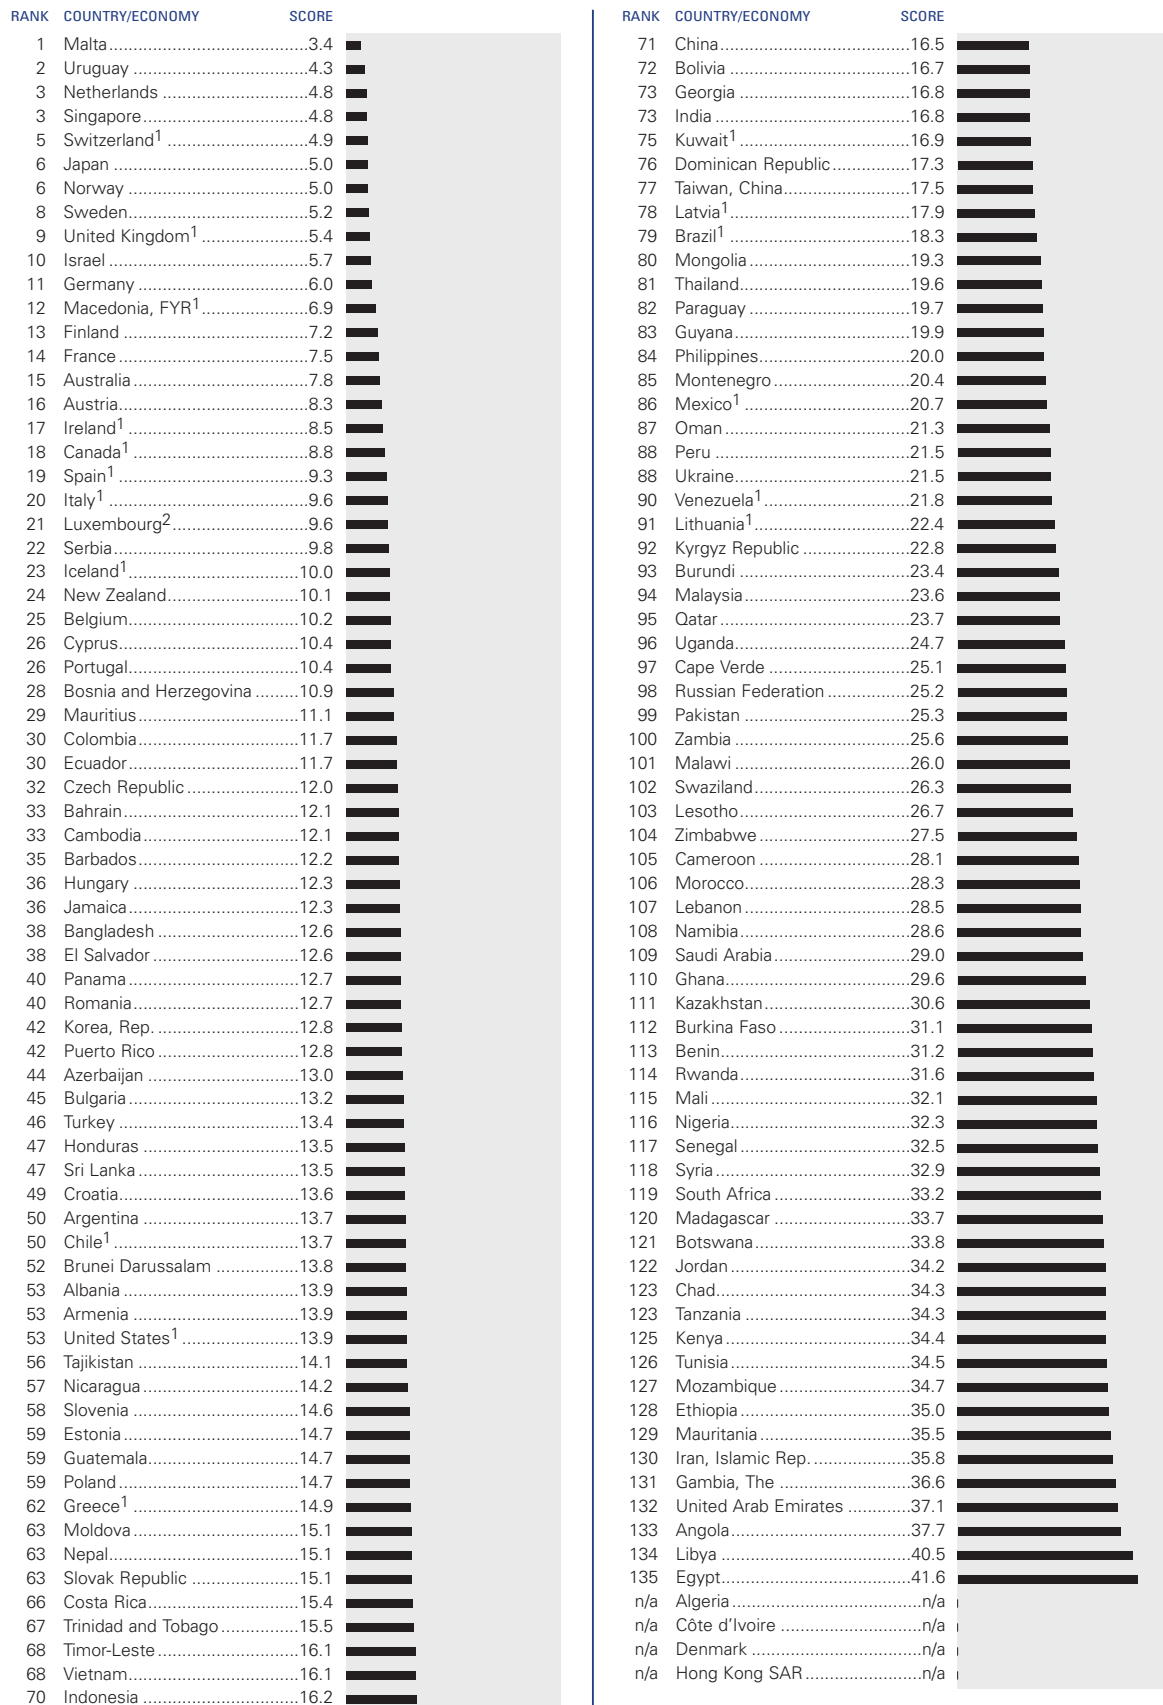 RANK COUNTRY/ECONOMY SCORE
1 Malta 3.4
2 Uruguay 4.3
3 Netherlands 4.8
3 Singapore 4.8
5 Switzerland1 4.9
6 Japan 5.0
6 Norway 5.0
8 Sweden 5.2
9 United Kingdom1 5.4
10 Israel 5.7
11 Germany 6.0
12 Macedonia, FYR1 6.9
13 Finland 7.2
14 France 7.5
15 Australia 7.8
16 Austria 8.3
17 Ireland1 8.5
18 Canada1 8.8
19 Spain1 9.3
20 Italy1 9.6
21 Luxembourg2 9.6
22 Serbia 9.8
23 Iceland1 10.0
24 New Zealand 10.1
25 Belgium 10.2
26 Cyprus 10.4
26 Portugal 10.4
28 Bosnia and Herzegovina 10.9
29 Mauritius 11.1
30 Colombia 11.7
30 Ecuador 11.7
32 Czech Republic 12.0
33 Bahrain 12.1
33 Cambodia 12.1
35 Barbados 12.2
36 Hungary 12.3
36 Jamaica 12.3
38 Bangladesh 12.6
38 El Salvador 12.6
40 Panama 12.7
40 Romania 12.7
42 Korea, Rep. 12.8
42 Puerto Rico 12.8
44 Azerbaijan 13.0
45 Bulgaria 13.2
46 Turkey 13.4
47 Honduras 13.5
47 Sri Lanka 13.5
49 Croatia 13.6
50 Argentina 13.7
50 Chile1 13.7
52 Brunei Darussalam 13.8
53 Albania 13.9
53 Armenia 13.9
53 United States1 13.9
56 Tajikistan 14.1
57 Nicaragua 14.2
58 Slovenia 14.6
59 Estonia 14.7
59 Guatemala 14.7
59 Poland 14.7
62 Greece1 14.9
63 Moldova 15.1
63 Nepal 15.1
63 Slovak Republic 15.1
66 Costa Rica 15.4
67 Trinidad and Tobago 15.5
68 Timor-Leste 16.1
68 Vietnam 16.1
70 Indonesia 16.2
RANK COUNTRY/ECONOMY SCORE
71 China 16.5
72 Bolivia 16.7
73 Georgia 16.8
73 India 16.8
75 Kuwait1 16.9
76 Dominican Republic 17.3
77 Taiwan, China 17.5
78 Latvia1 17.9
79 Brazil1 18.3
80 Mongolia 19.3
81 Thailand 19.6
82 Paraguay 19.7
83 Guyana 19.9
84 Philippines 20.0
85 Montenegro 20.4
86 Mexico1 20.7
87 Oman 21.3
88 Peru 21.5
88 Ukraine 21.5
90 Venezuela1 21.8
91 Lithuania1 22.4
92 Kyrgyz Republic 22.8
93 Burundi 23.4
94 Malaysia 23.6
95 Qatar 23.7
96 Uganda 24.7
97 Cape Verde 25.1
98 Russian Federation 25.2
99 Pakistan 25.3
100 Zambia 25.6
101 Malawi 26.0
102 Swaziland 26.3
103 Lesotho 26.7
104 Zimbabwe 27.5
105 Cameroon 28.1
106 Morocco 28.3
107 Lebanon 28.5
108 Namibia 28.6
109 Saudi Arabia 29.0
110 Ghana 29.6
111 Kazakhstan 30.6
112 Burkina Faso 31.1
113 Benin 31.2
114 Rwanda 31.6
115 Mali 32.1
116 Nigeria 32.3
117 Senegal 32.5
118 Syria 32.9
119 South Africa 33.2
120 Madagascar 33.7
121 Botswana 33.8
122 Jordan 34.2
123 Chad 34.3
123 Tanzania 34.3
125 Kenya 34.4
126 Tunisia 34.5
127 Mozambique 34.7
128 Ethiopia 35.0
129 Mauritania 35.5
130 Iran, Islamic Rep. 35.8
131 Gambia, The 36.6
132 United Arab Emirates 37.1
133 Angola 37.7
134 Libya 40.5
135 Egypt 41.6
n/a Algeria n/a
n/a Côte d'Ivoire n/a
n/a Denmark n/a
n/a Hong Kong SAR n/a